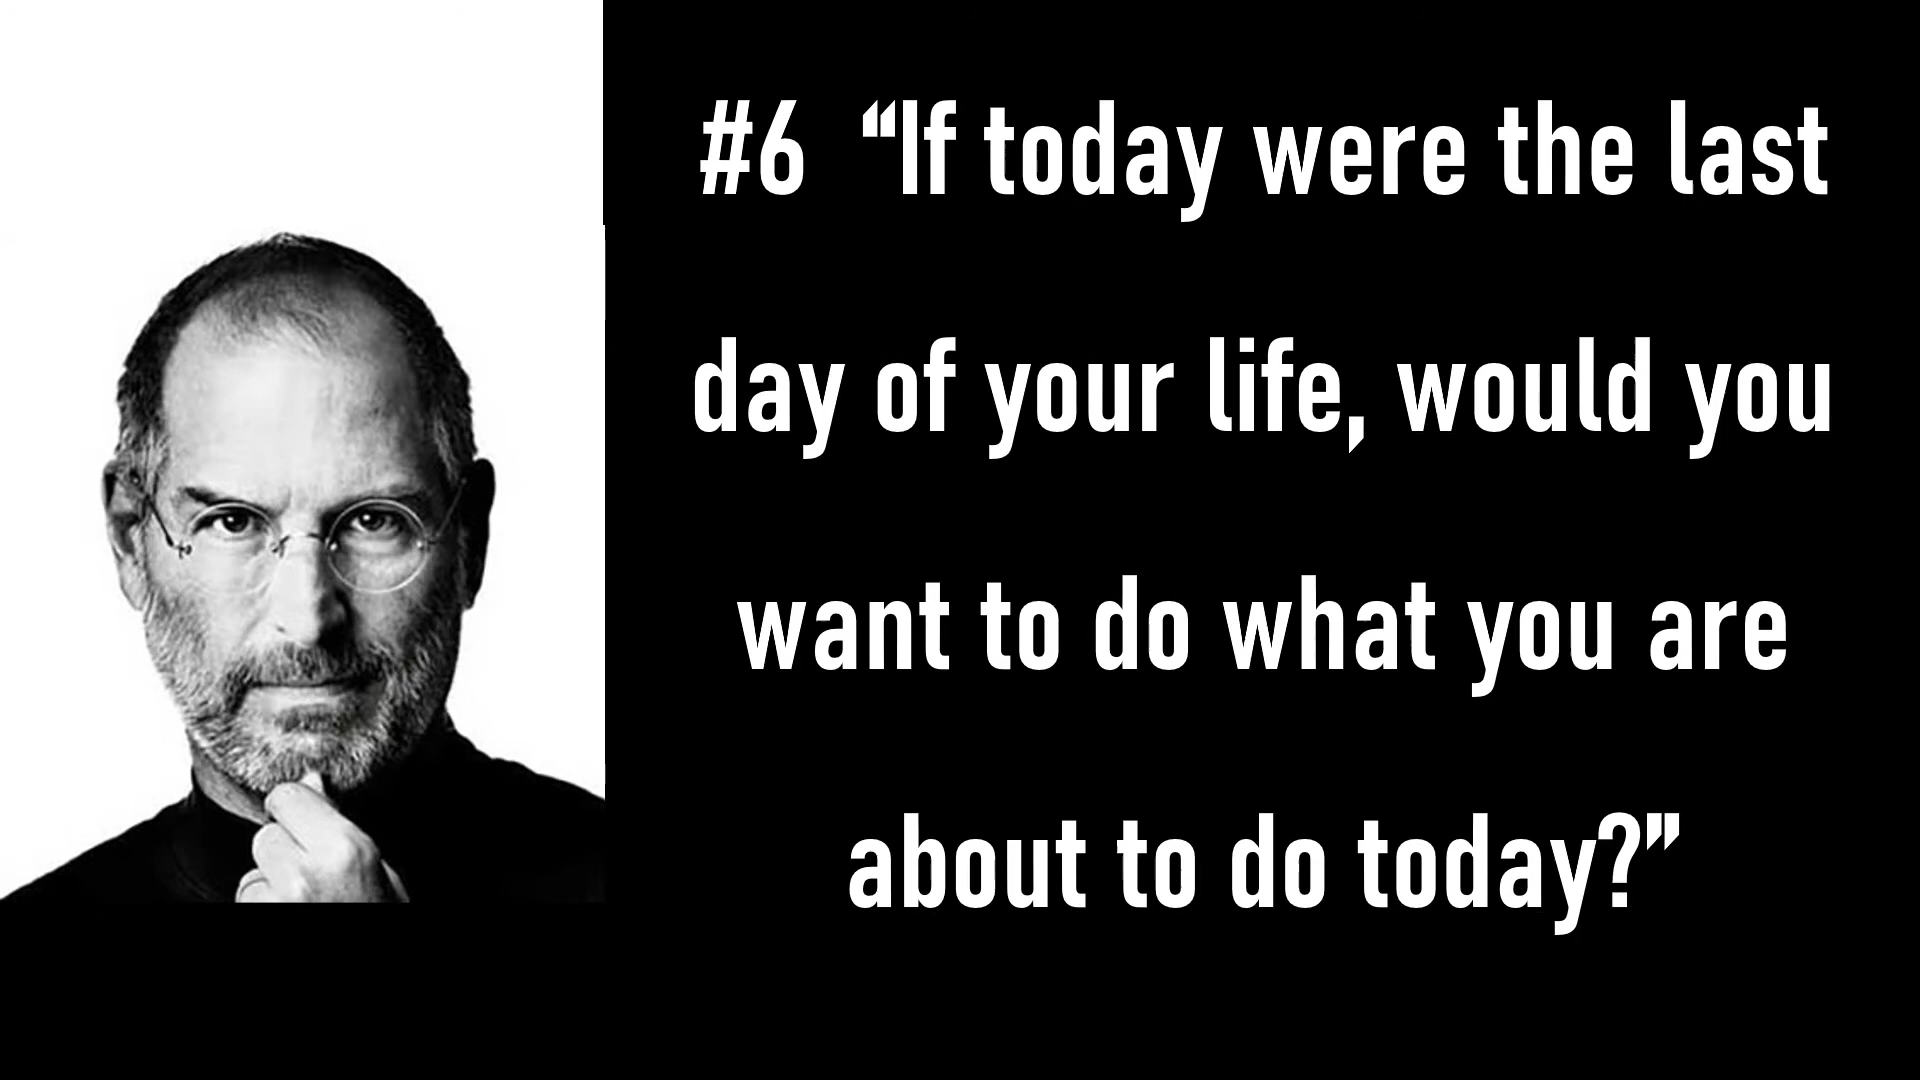 #6 “If today were the last
day of your life, would you
want to do what you are
about to do today?”